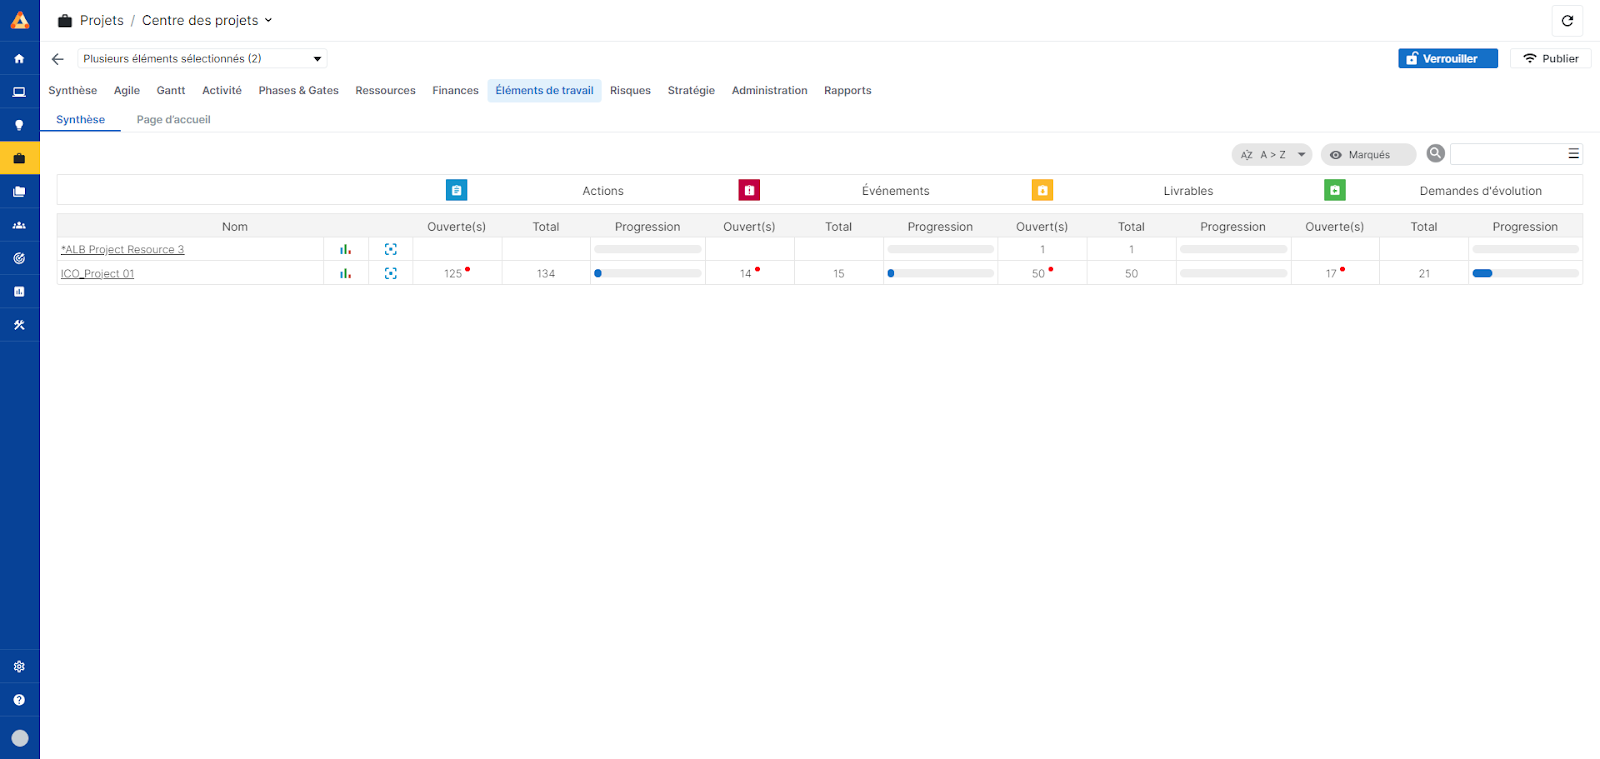 Projets / Centre des projets
Plusieurs éléments sélectionnés (2)
Verrouiller
Publier
Synthèse Agile Gantt Activité Phases & Gates Ressources Finances Éléments de travail Risques Stratégie Administration Rapports
Synthèse Page d'accueil
A > Z Marqués
Actions Événements Livrables Demandes d'évolution
Nom Ouverte(s) Total Progression Ouvert(s) Total Progression Ouvert(s) Total Progression Ouverte(s) Total Progression
*ALB Project Resource 3 1 1
ICO_Project 01 125 134 14 15 50 50 17 21